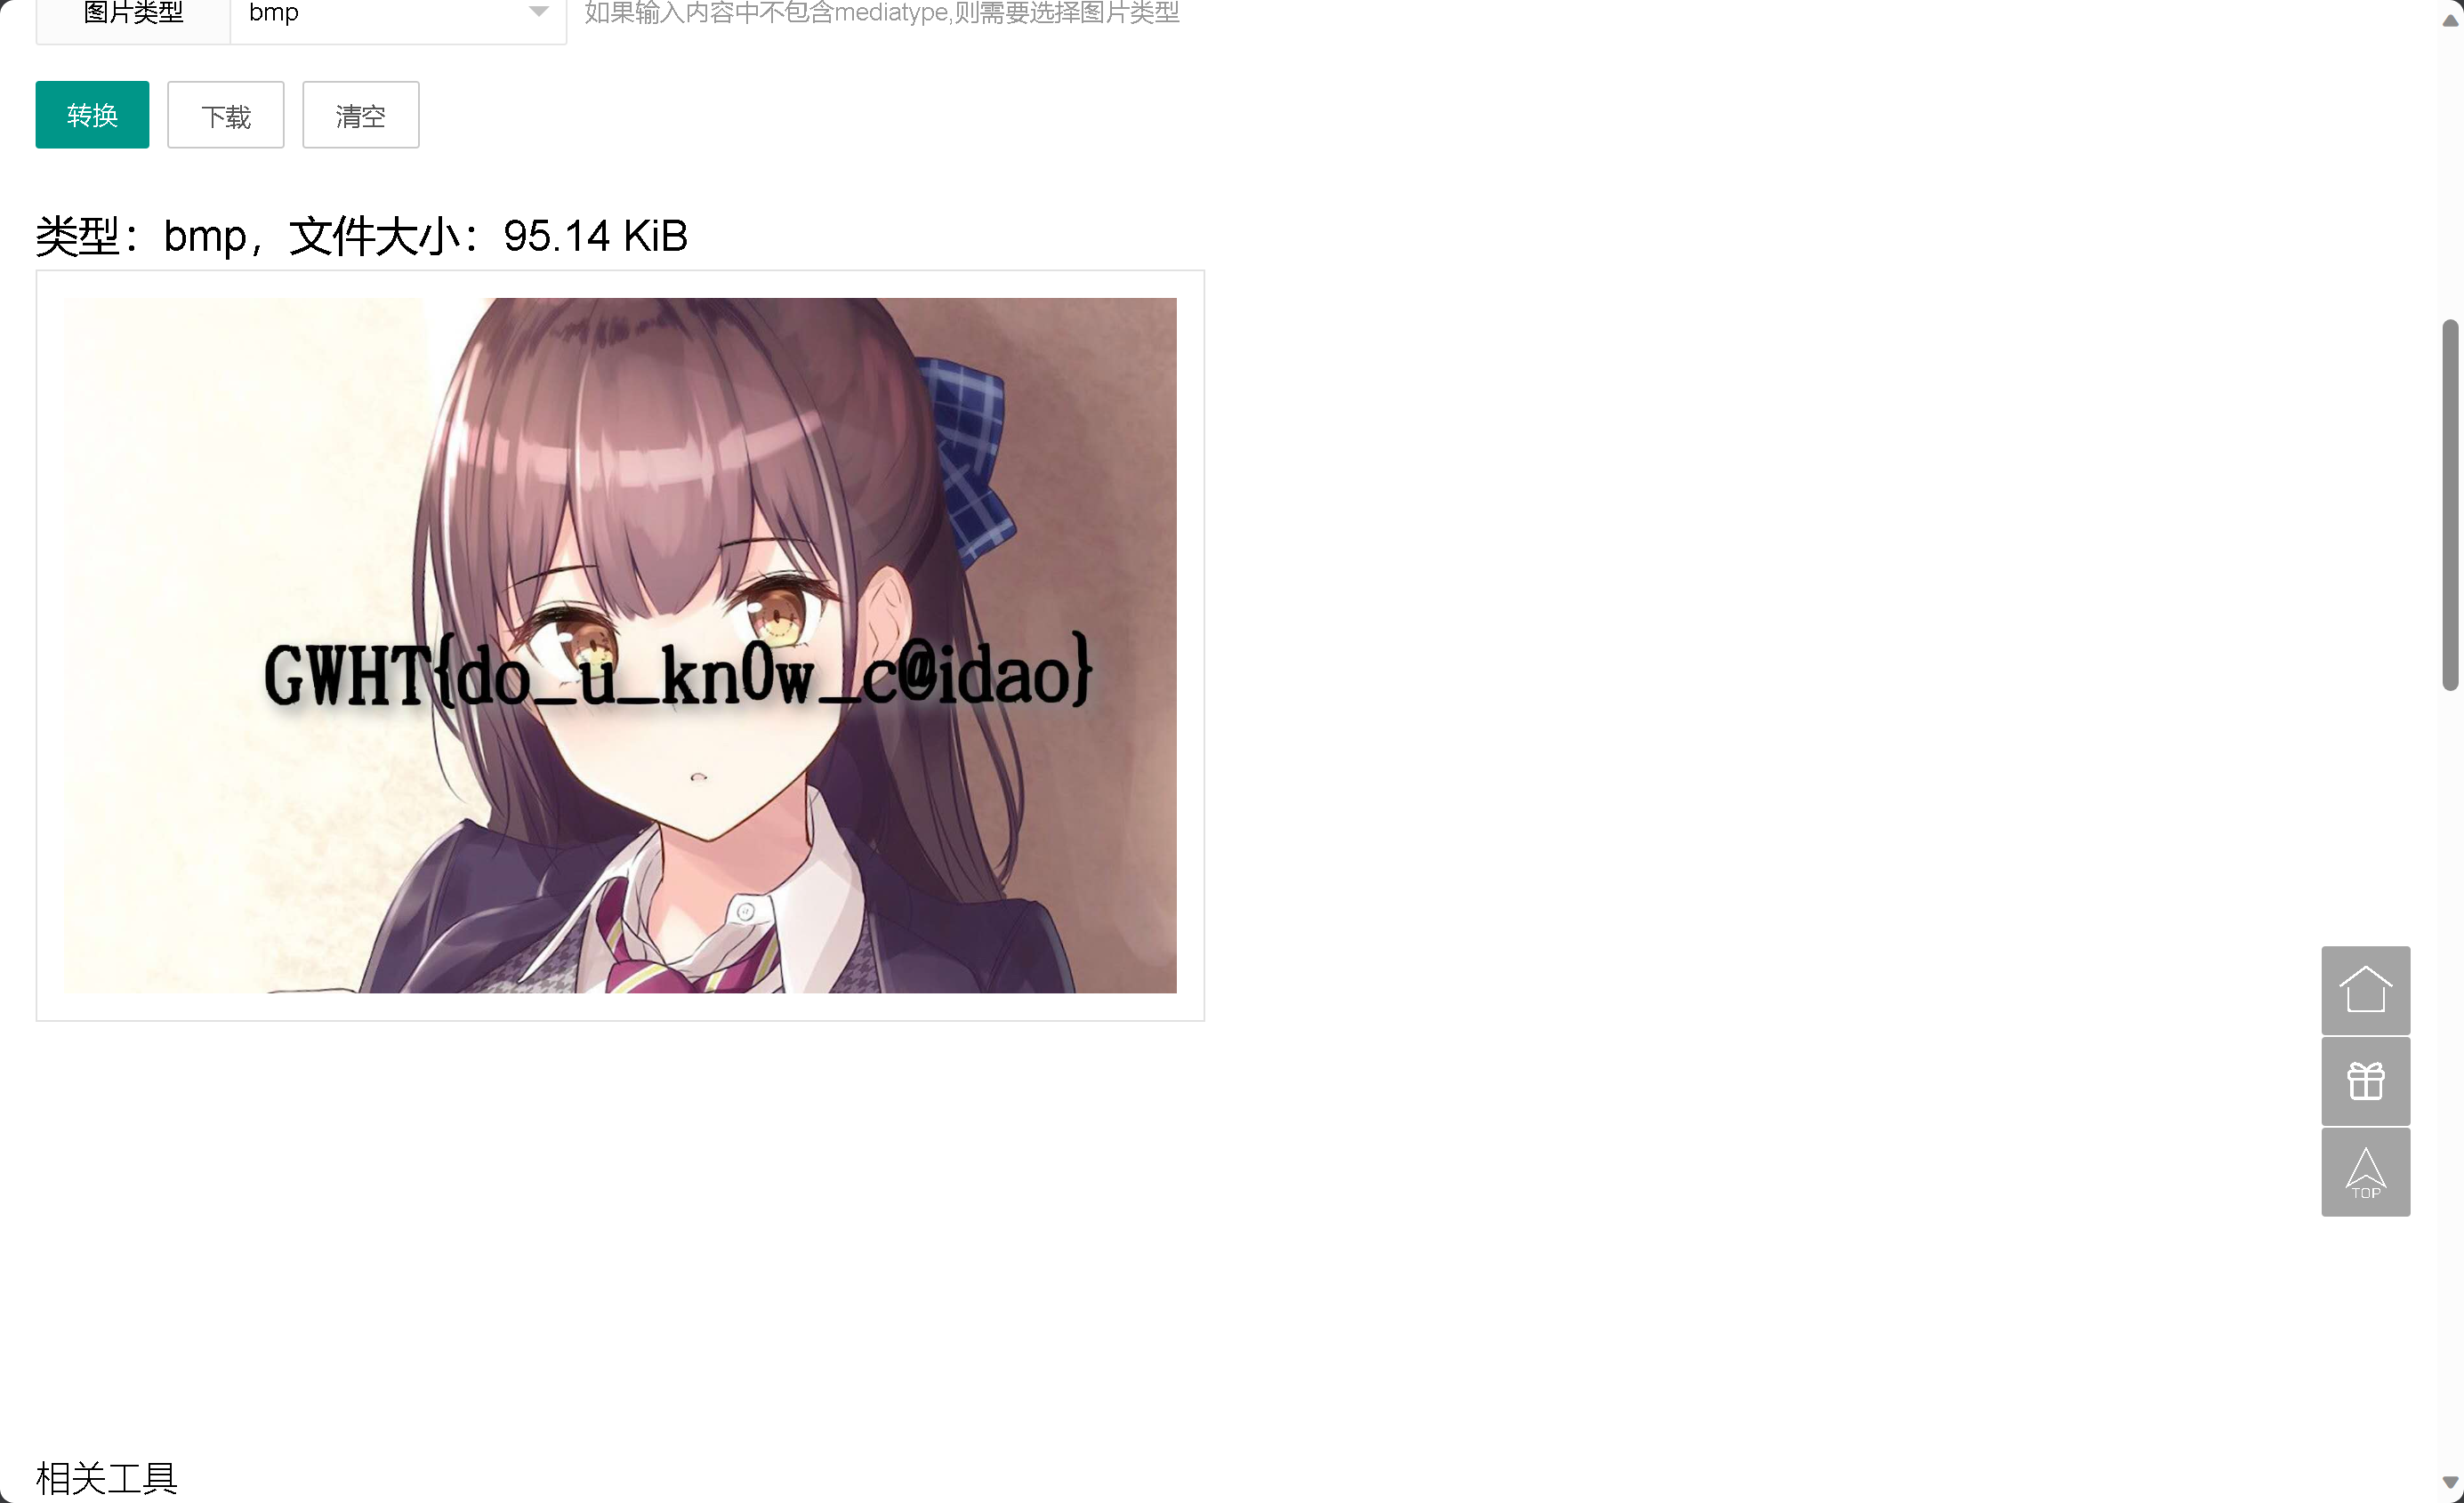 图片类型 bmp 如果输入内容中不包含mediatype,则需要选择图片类型
转换 下载 清空
类型：bmp，文件大小：95.14 KiB
GWHT{do_u_kn0w_c@idao}
TOP
相关工具